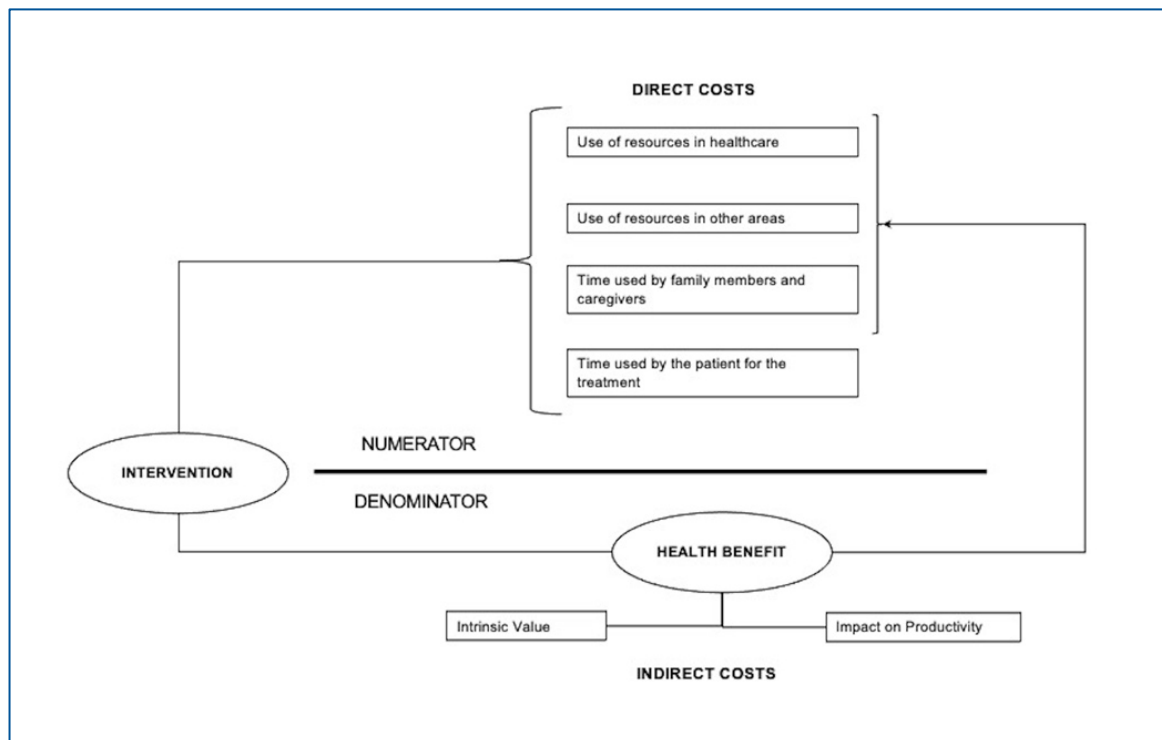 DIRECT COSTS
Use of resources in healthcare
Use of resources in other areas
Time used by family members and
caregivers
Time used by the patient for the
treatment
NUMERATOR
INTERVENTION
DENOMINATOR
HEALTH BENEFIT
Intrinsic Value
Impact on Productivity
INDIRECT COSTS